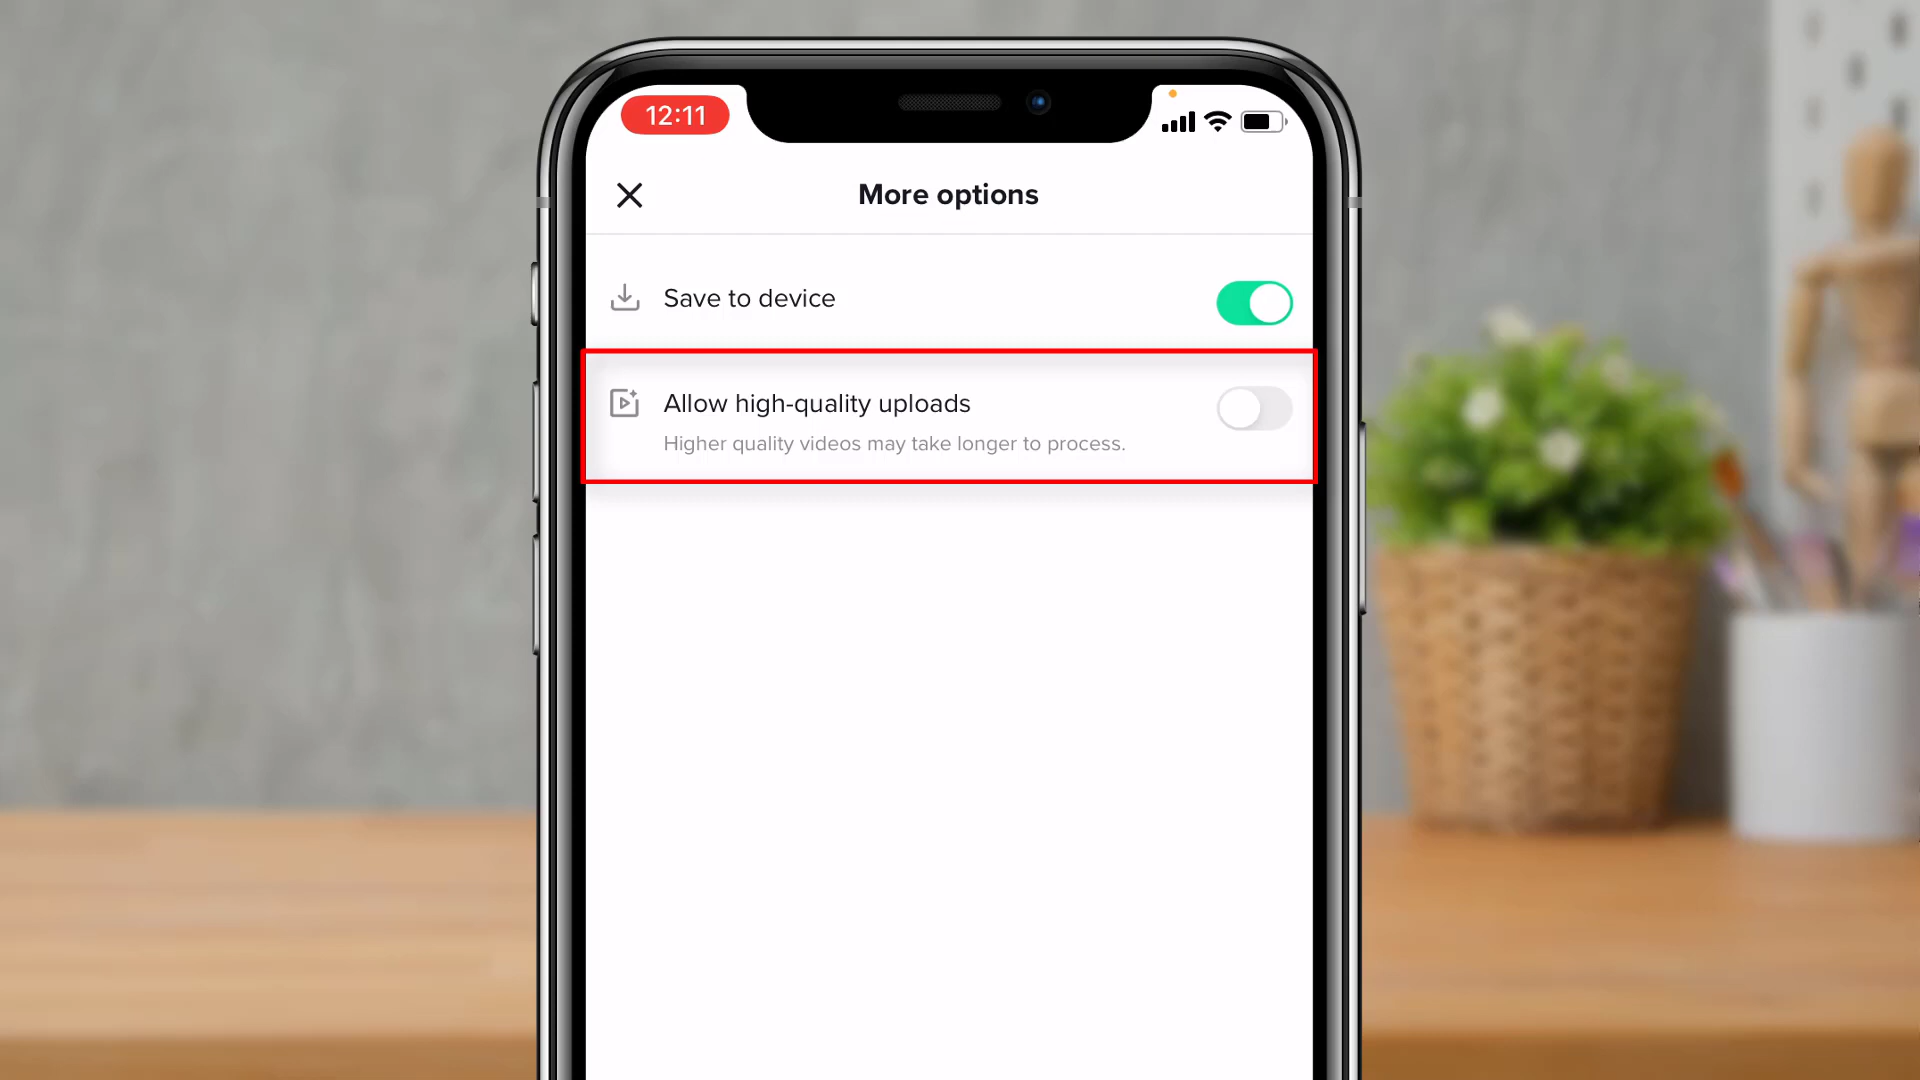 12:11
More options
Save to device
Allow high-quality uploads
Higher quality videos may take longer to process.